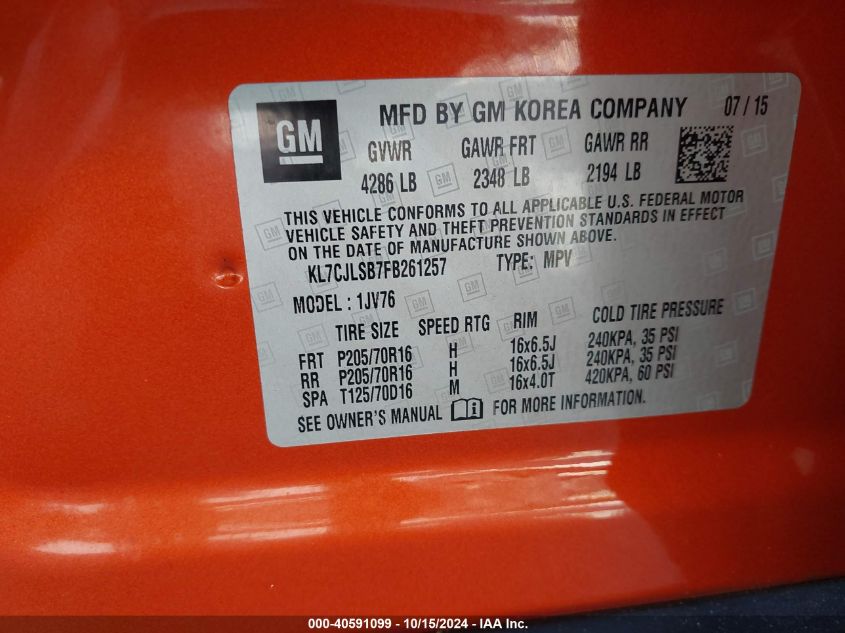 GM MFD BY GM KOREA COMPANY 07 / 15
GVWR GAWR FRT GAWR RR
4286 LB 2348 LB 2194 LB
THIS VEHICLE CONFORMS TO ALL APPLICABLE U.S. FEDERAL MOTOR
VEHICLE SAFETY AND THEFT PREVENTION STANDARDS IN EFFECT
ON THE DATE OF MANUFACTURE SHOWN ABOVE.
KL7CJLSB7FB261257 TYPE: MPV
MODEL : 1JV76
TIRE SIZE SPEED RTG RIM COLD TIRE PRESSURE
FRT P205/70R16 H 16x6.5J 240KPA, 35 PSI
RR P205/70R16 H 16x6.5J 240KPA, 35 PSI
SPA T125/70D16 M 16x4.0T 420KPA, 60 PSI
SEE OWNER'S MANUAL FOR MORE INFORMATION.
000-40591099 - 10/15/2024 - IAA Inc.